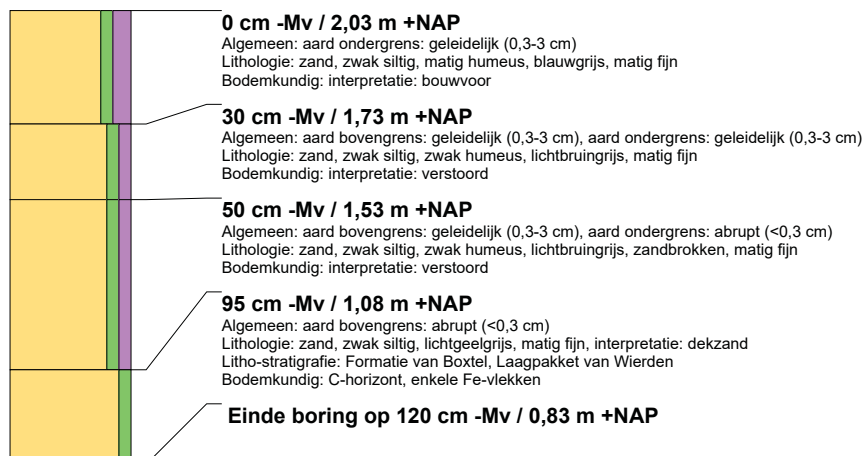 0 cm -Mv / 2,03 m +NAP
Algemeen: aard ondergrens: geleidelijk (0,3-3 cm)
Lithologie: zand, zwak siltig, matig humeus, blauwgrijs, matig fijn
Bodemkundig: interpretatie: bouwvoor
30 cm -Mv / 1,73 m +NAP
Algemeen: aard bovengrens: geleidelijk (0,3-3 cm), aard ondergrens: geleidelijk (0,3-3 cm)
Lithologie: zand, zwak siltig, zwak humeus, lichtbruingrijs, matig fijn
Bodemkundig: interpretatie: verstoord
50 cm -Mv / 1,53 m +NAP
Algemeen: aard bovengrens: geleidelijk (0,3-3 cm), aard ondergrens: abrupt (<0,3 cm)
Lithologie: zand, zwak siltig, zwak humeus, lichtbruingrijs, zandbrokken, matig fijn
Bodemkundig: interpretatie: verstoord
95 cm -Mv / 1,08 m +NAP
Algemeen: aard bovengrens: abrupt (<0,3 cm)
Lithologie: zand, zwak siltig, lichtgeelgrijs, matig fijn, interpretatie: dekzand
Litho-stratigrafie: Formatie van Boxtel, Laagpakket van Wierden
Bodemkundig: C-horizont, enkele Fe-vlekken
Einde boring op 120 cm -Mv / 0,83 m +NAP